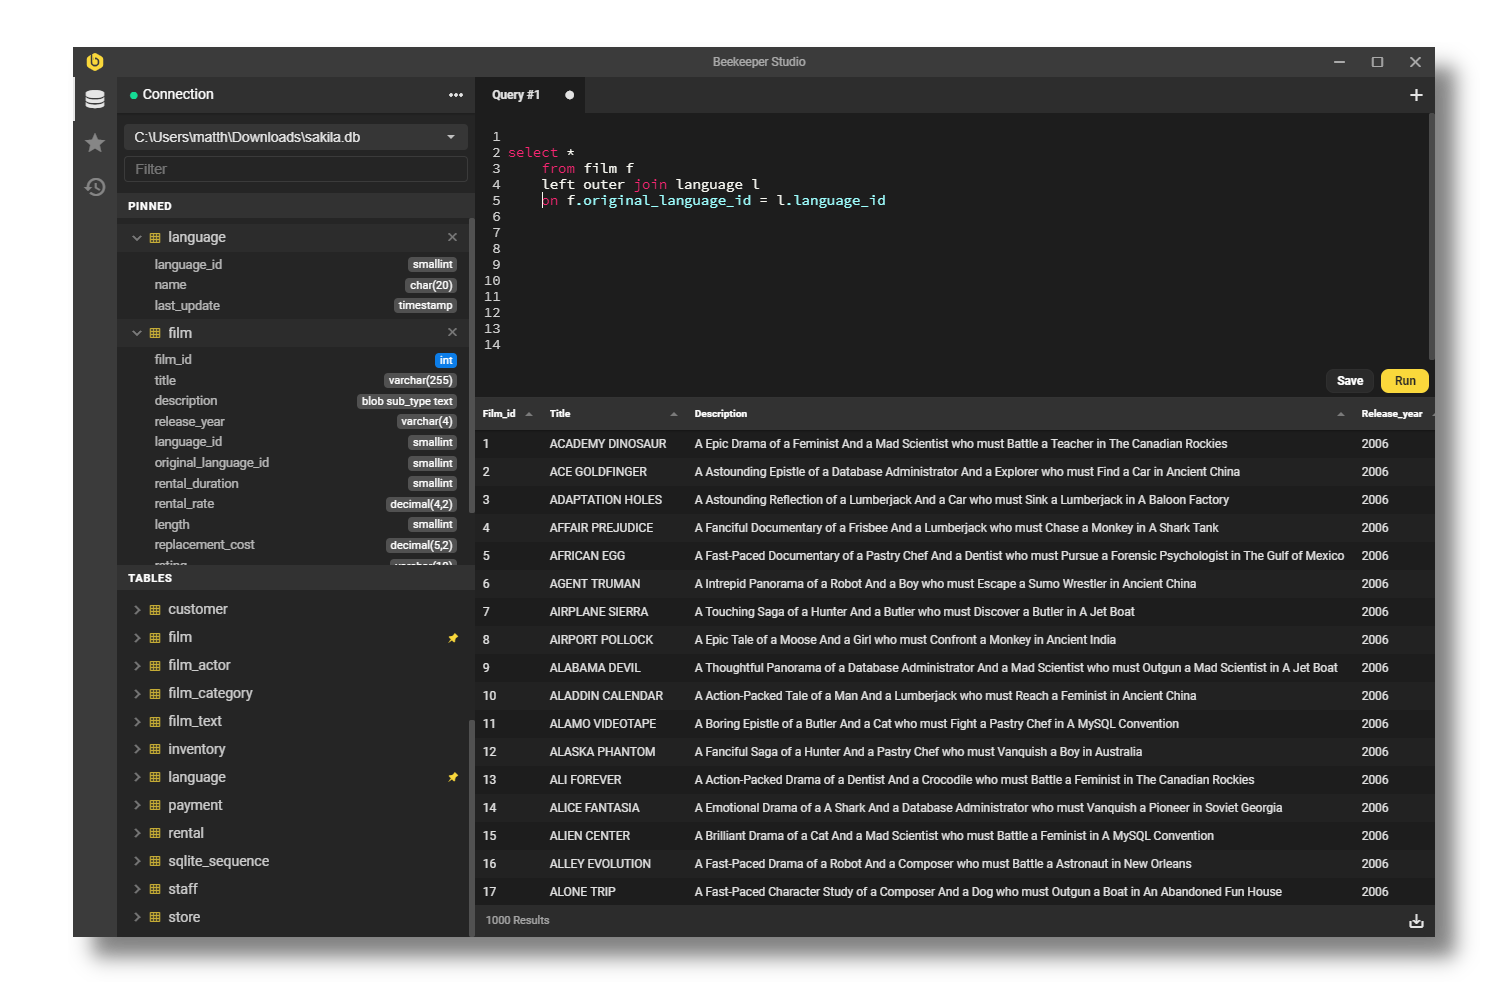 Beekeeper Studio
Connection
C:\Users\matth\Downloads\sakila.db
Filter
PINNED
language
language_id smallint
name char(20)
last_update timestamp
film
film_id int
title varchar(255)
description blob sub_type text
release_year varchar(4)
language_id smallint
original_language_id smallint
rental_duration smallint
rental_rate decimal(4,2)
length smallint
replacement_cost decimal(5,2)
TABLES
customer
film
film_actor
film_category
film_text
inventory
language
payment
rental
sqlite_sequence
staff
store
Query #1
1
2 select *
3 from film f
4 left outer join language l
5 on f.original_language_id = l.language_id
6
7
8
9
10
11
12
13
14
Save Run
Film_id Title Description Release_year
1 ACADEMY DINOSAUR A Epic Drama of a Feminist And a Mad Scientist who must Battle a Teacher in The Canadian Rockies 2006
2 ACE GOLDFINGER A Astounding Epistle of a Database Administrator And a Explorer who must Find a Car in Ancient China 2006
3 ADAPTATION HOLES A Astounding Reflection of a Lumberjack And a Car who must Sink a Lumberjack in A Baloon Factory 2006
4 AFFAIR PREJUDICE A Fanciful Documentary of a Frisbee And a Lumberjack who must Chase a Monkey in A Shark Tank 2006
5 AFRICAN EGG A Fast-Paced Documentary of a Pastry Chef And a Dentist who must Pursue a Forensic Psychologist in The Gulf of Mexico 2006
6 AGENT TRUMAN A Intrepid Panorama of a Robot And a Boy who must Escape a Sumo Wrestler in Ancient China 2006
7 AIRPLANE SIERRA A Touching Saga of a Hunter And a Butler who must Discover a Butler in A Jet Boat 2006
8 AIRPORT POLLOCK A Epic Tale of a Moose And a Girl who must Confront a Monkey in Ancient India 2006
9 ALABAMA DEVIL A Thoughtful Panorama of a Database Administrator And a Mad Scientist who must Outgun a Mad Scientist in A Jet Boat 2006
10 ALADDIN CALENDAR A Action-Packed Tale of a Man And a Lumberjack who must Reach a Feminist in Ancient China 2006
11 ALAMO VIDEOTAPE A Boring Epistle of a Butler And a Cat who must Fight a Pastry Chef in A MySQL Convention 2006
12 ALASKA PHANTOM A Fanciful Saga of a Hunter And a Pastry Chef who must Vanquish a Boy in Australia 2006
13 ALI FOREVER A Action-Packed Drama of a Dentist And a Crocodile who must Battle a Feminist in The Canadian Rockies 2006
14 ALICE FANTASIA A Emotional Drama of a A Shark And a Database Administrator who must Vanquish a Pioneer in Soviet Georgia 2006
15 ALIEN CENTER A Brilliant Drama of a Cat And a Mad Scientist who must Battle a Feminist in A MySQL Convention 2006
16 ALLEY EVOLUTION A Fast-Paced Drama of a Robot And a Composer who must Battle a Astronaut in New Orleans 2006
17 ALONE TRIP A Fast-Paced Character Study of a Composer And a Dog who must Outgun a Boat in An Abandoned Fun House 2006
1000 Results